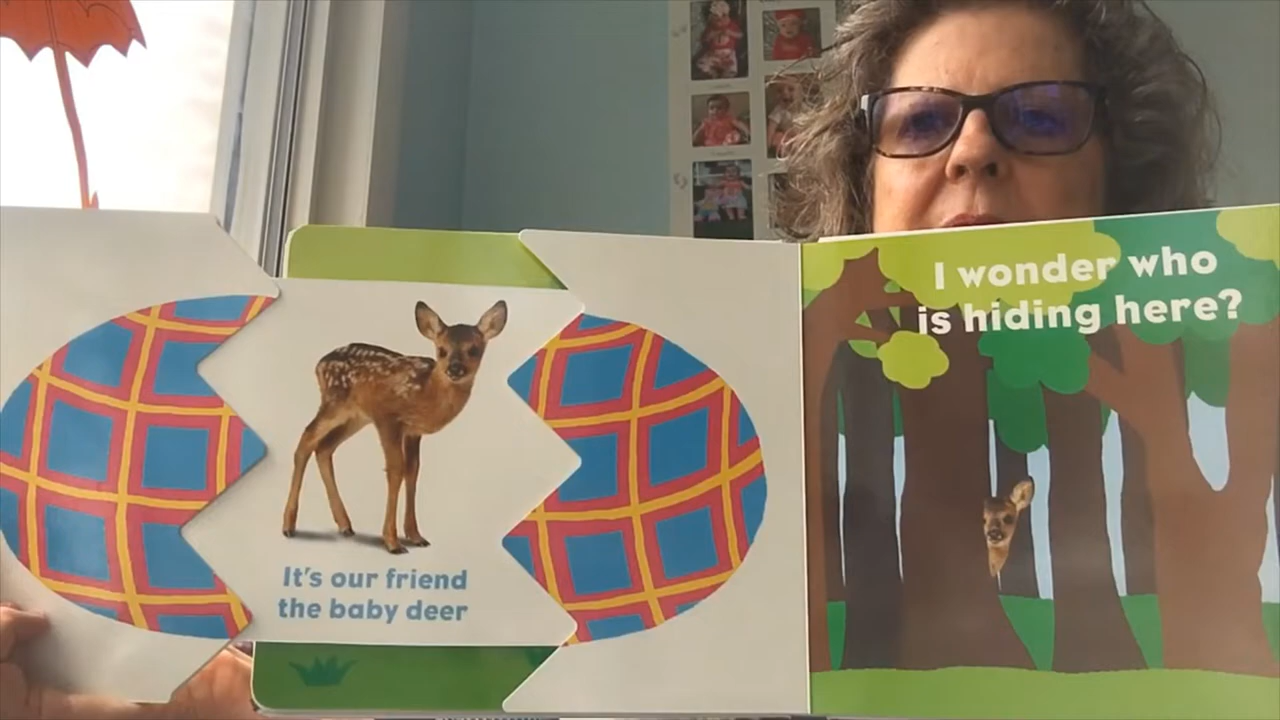 It's our friend
the baby deer
I wonder who
is hiding here?